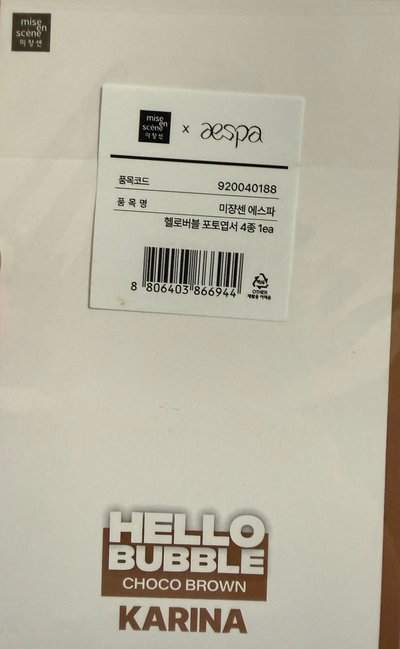 mise
en
scène
미쟝센
mise
en
scène
미쟝센
x aespa
품목코드 920040188
품 목 명 미쟝센 에스파
헬로버블 포토엽서 4종 1ea
8 806403 866944
OTHER
HELLO
BUBBLE
CHOCO BROWN
KARINA